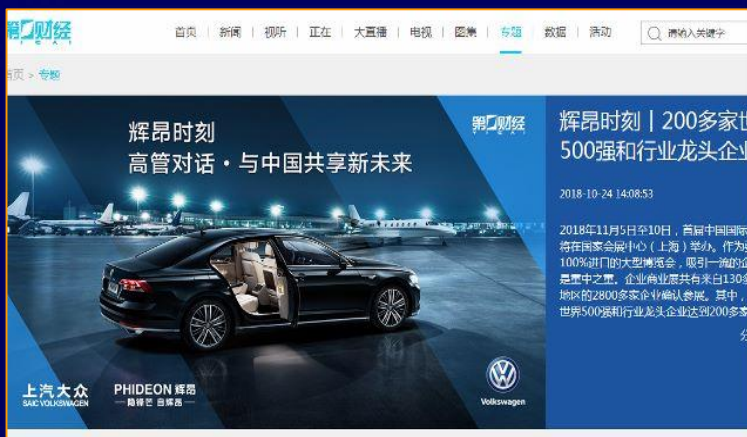 第一财经
YICAI
首页 | 新闻 | 视听 | 正在 | 大直播 | 电视 | 图集 | 专题 | 数据 | 活动
请输入关键字
首页 > 专题
辉昂时刻
高管对话·与中国共享新未来
第一财经
YICAI
上汽大众
SAIC VOLKSWAGEN
PHIDEON 辉昂
隐锋芒 自辉昂
Volkswagen
辉昂时刻 | 200多家世
500强和行业龙头企业
2018-10-24 14:08:53
2018年11月5日至10日，首届中国国际
将在国家会展中心（上海）举办。作为
100%进口的大型博览会，吸引一流的企
是重中之重。企业商业展共有来自130多
地区的2800多家企业确认参展。其中，
世界500强和行业龙头企业达到200多家